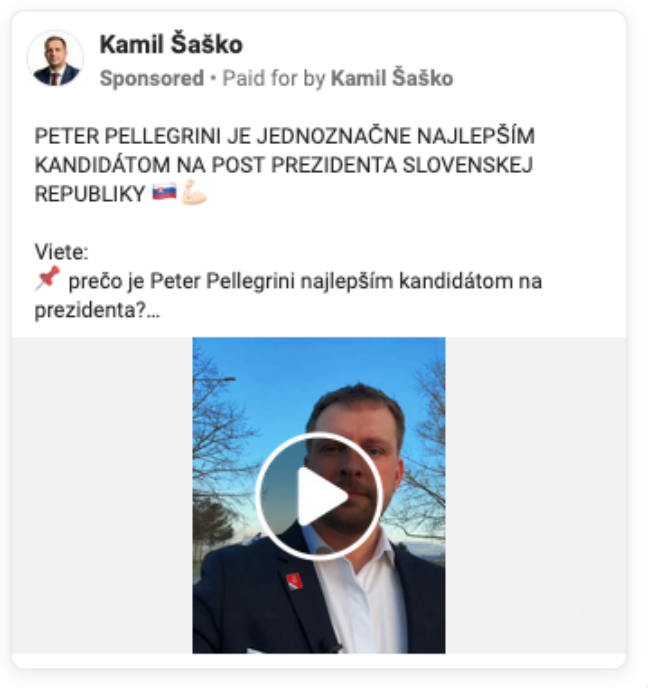 Kamil Šaško
Sponsored • Paid for by Kamil Šaško
PETER PELLEGRINI JE JEDNOZNAČNE NAJLEPŠÍM
KANDIDÁTOM NA POST PREZIDENTA SLOVENSKEJ
REPUBLIKY 🇸🇰💪🏻
Viete:
📌 prečo je Peter Pellegrini najlepším kandidátom na
prezidenta?...